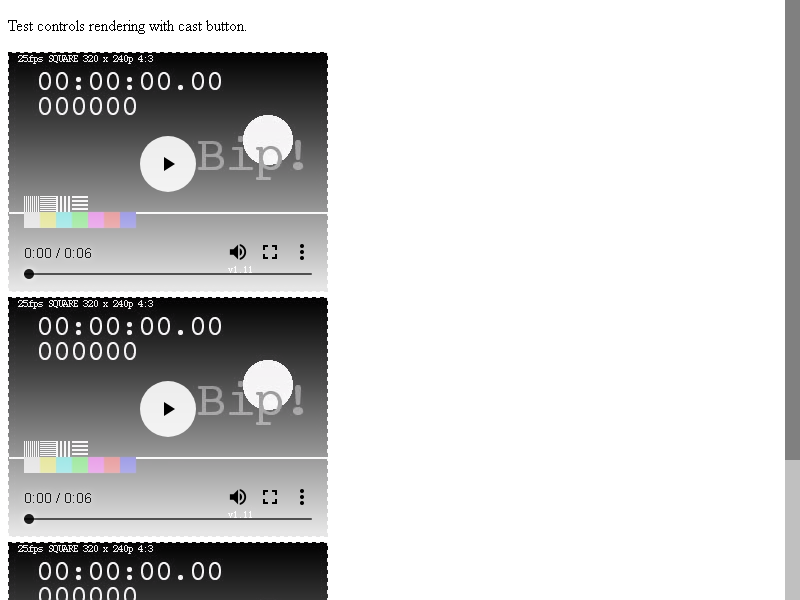 Test controls rendering with cast button.
25fps SQUARE 320 x 240p 4:3
00:00:00.00
000000
Bip!
0:00 / 0:06
v1.11
25fps SQUARE 320 x 240p 4:3
00:00:00.00
000000
Bip!
0:00 / 0:06
v1.11
25fps SQUARE 320 x 240p 4:3
00:00:00.00
000000